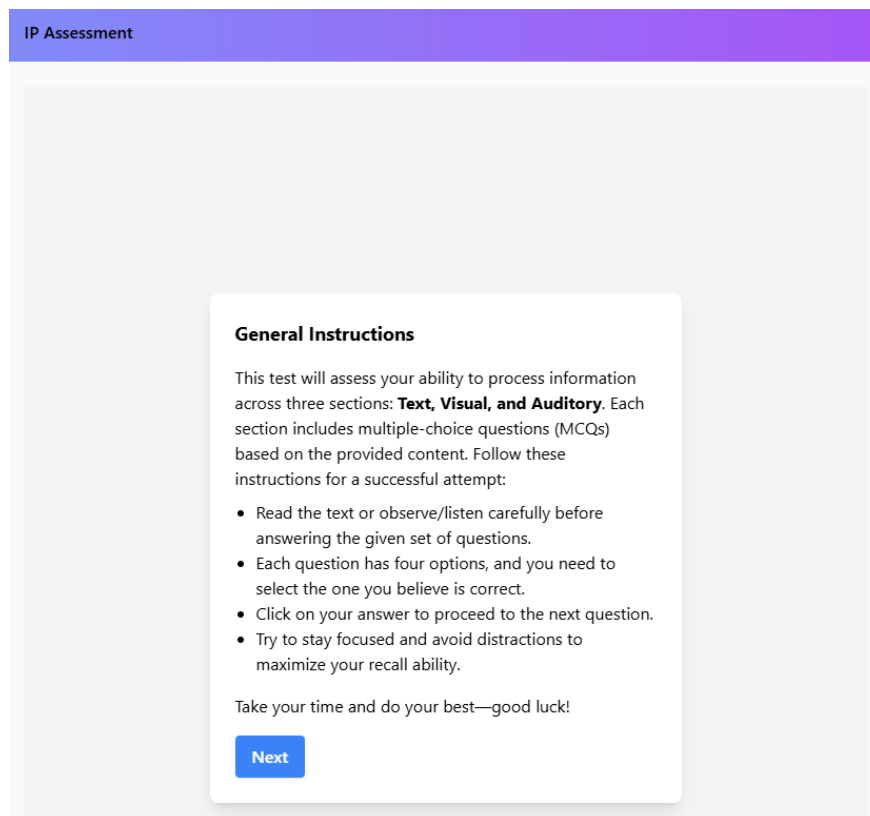 IP Assessment
General Instructions
This test will assess your ability to process information
across three sections: Text, Visual, and Auditory. Each
section includes multiple-choice questions (MCQs)
based on the provided content. Follow these
instructions for a successful attempt:
• Read the text or observe/listen carefully before
answering the given set of questions.
• Each question has four options, and you need to
select the one you believe is correct.
• Click on your answer to proceed to the next question.
• Try to stay focused and avoid distractions to
maximize your recall ability.
Take your time and do your best—good luck!
Next